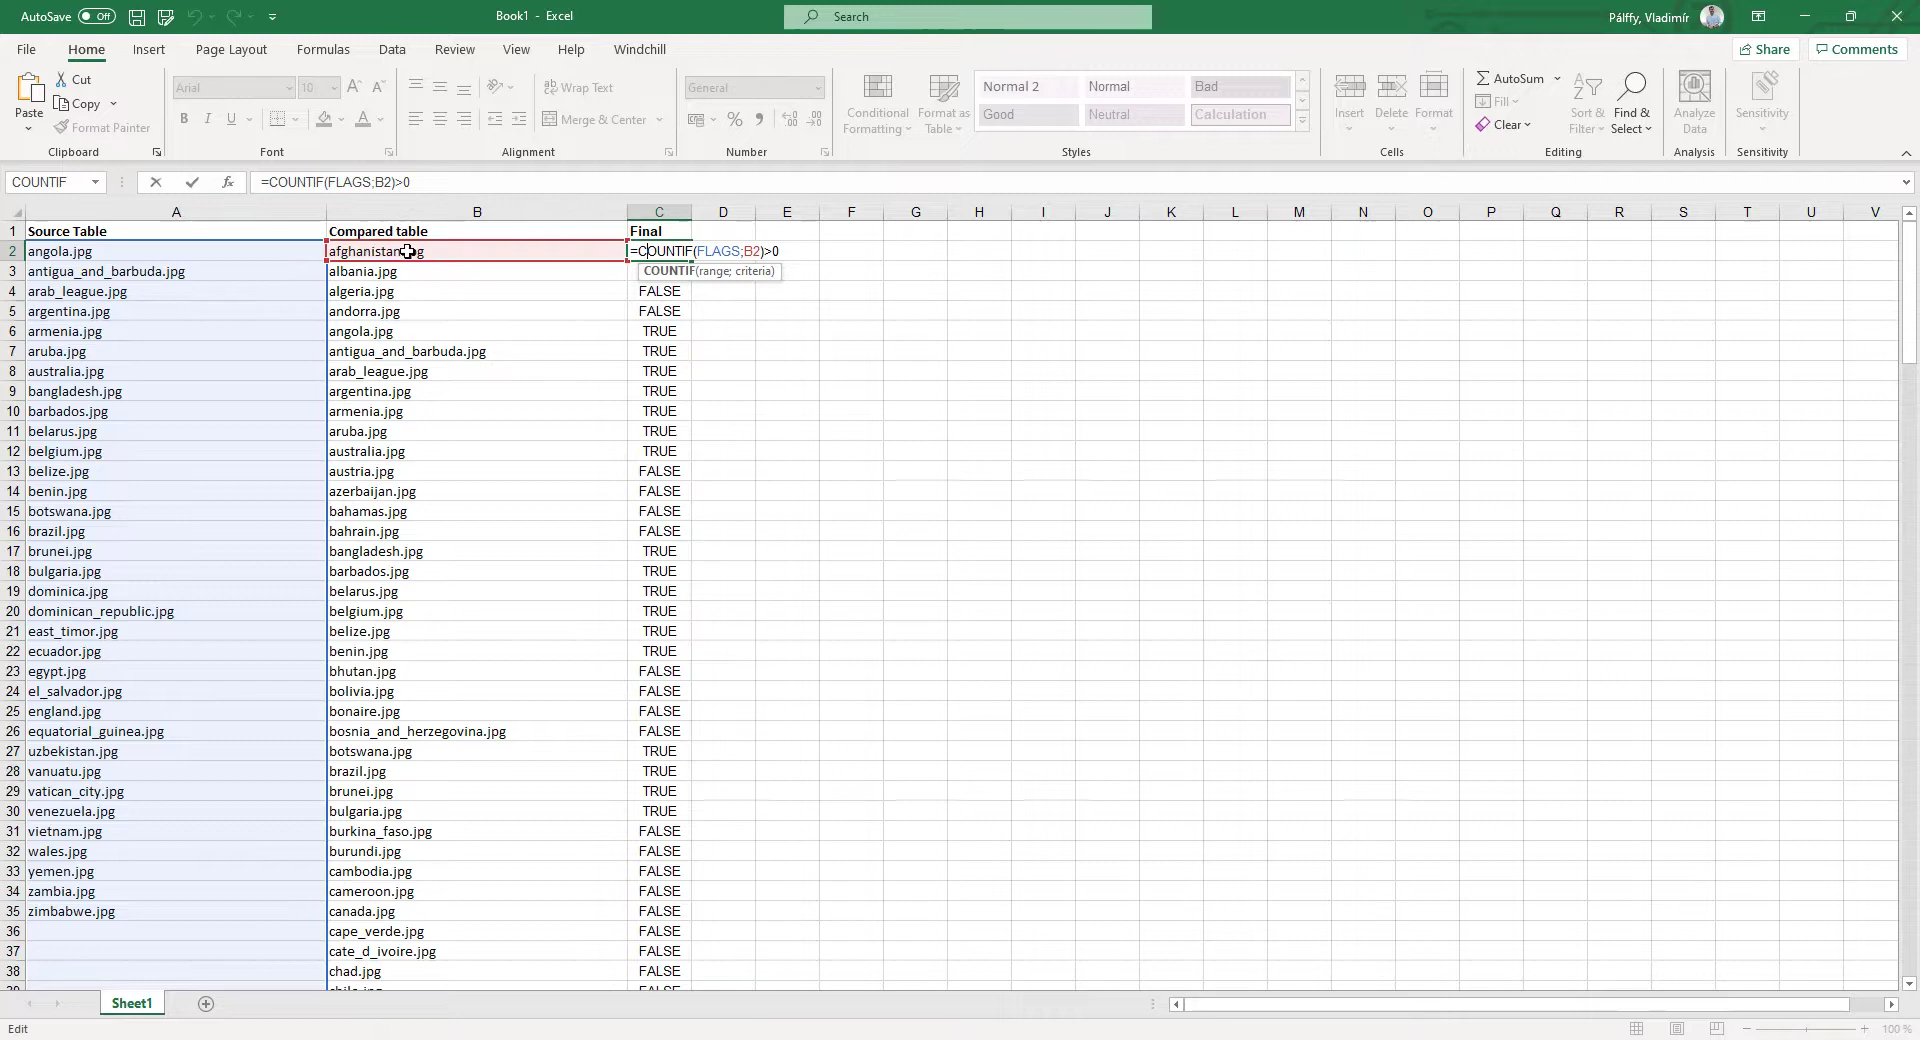 AutoSave Off Book1 - Excel Search Pálffy, Vladimír
File Home Insert Page Layout Formulas Data Review View Help Windchill Share Comments
Paste Cut Copy Format Painter Clipboard
Arial 10 A A B I U A Font
Wrap Text Merge & Center Alignment
General % Number
Conditional Formatting Format as Table Normal 2 Normal Bad Good Neutral Calculation Styles
Insert Delete Format Cells
AutoSum Fill Clear Sort & Filter Find & Select Editing
Analyze Data Analysis
Sensitivity Sensitivity
COUNTIF fx =COUNTIF(FLAGS;B2)>0
A B C D E F G H I J K L M N O P Q R S T U V
1 Source Table Compared table Final
2 angola.jpg afghanistan.jpg =COUNTIF(FLAGS;B2)>0
COUNTIF(range; criteria)
3 antigua_and_barbuda.jpg albania.jpg
4 arab_league.jpg algeria.jpg FALSE
5 argentina.jpg andorra.jpg FALSE
6 armenia.jpg angola.jpg TRUE
7 aruba.jpg antigua_and_barbuda.jpg TRUE
8 australia.jpg arab_league.jpg TRUE
9 bangladesh.jpg argentina.jpg TRUE
10 barbados.jpg armenia.jpg TRUE
11 belarus.jpg aruba.jpg TRUE
12 belgium.jpg australia.jpg TRUE
13 belize.jpg austria.jpg FALSE
14 benin.jpg azerbaijan.jpg FALSE
15 botswana.jpg bahamas.jpg FALSE
16 brazil.jpg bahrain.jpg FALSE
17 brunei.jpg bangladesh.jpg TRUE
18 bulgaria.jpg barbados.jpg TRUE
19 dominica.jpg belarus.jpg TRUE
20 dominican_republic.jpg belgium.jpg TRUE
21 east_timor.jpg belize.jpg TRUE
22 ecuador.jpg benin.jpg TRUE
23 egypt.jpg bhutan.jpg FALSE
24 el_salvador.jpg bolivia.jpg FALSE
25 england.jpg bonaire.jpg FALSE
26 equatorial_guinea.jpg bosnia_and_herzegovina.jpg FALSE
27 uzbekistan.jpg botswana.jpg TRUE
28 vanuatu.jpg brazil.jpg TRUE
29 vatican_city.jpg brunei.jpg TRUE
30 venezuela.jpg bulgaria.jpg TRUE
31 vietnam.jpg burkina_faso.jpg FALSE
32 wales.jpg burundi.jpg FALSE
33 yemen.jpg cambodia.jpg FALSE
34 zambia.jpg cameroon.jpg FALSE
35 zimbabwe.jpg canada.jpg FALSE
36 cape_verde.jpg FALSE
37 cate_d_ivoire.jpg FALSE
38 chad.jpg FALSE
Sheet1
Edit 100 %